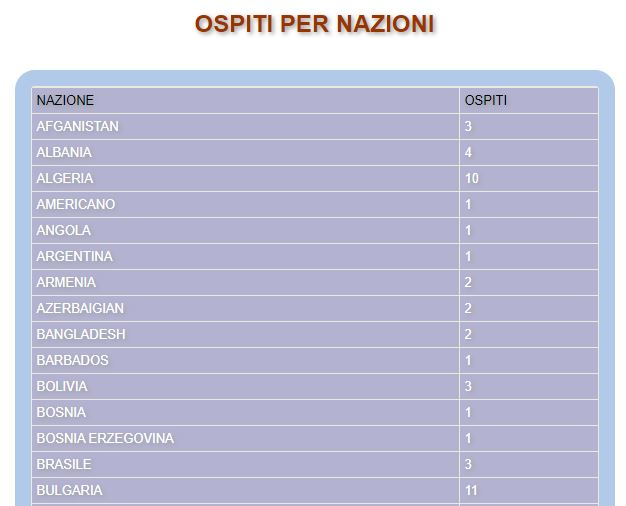 OSPITI PER NAZIONI
NAZIONE OSPITI
AFGANISTAN 3
ALBANIA 4
ALGERIA 10
AMERICANO 1
ANGOLA 1
ARGENTINA 1
ARMENIA 2
AZERBAIGIAN 2
BANGLADESH 2
BARBADOS 1
BOLIVIA 3
BOSNIA 1
BOSNIA ERZEGOVINA 1
BRASILE 3
BULGARIA 11